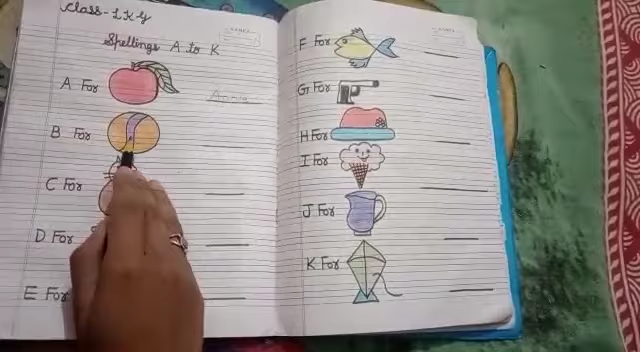 Class-LKG
Spellings A to K
A For Apple
B For
C For
D For
E For
F For
G For
H For
I For
J For
K For